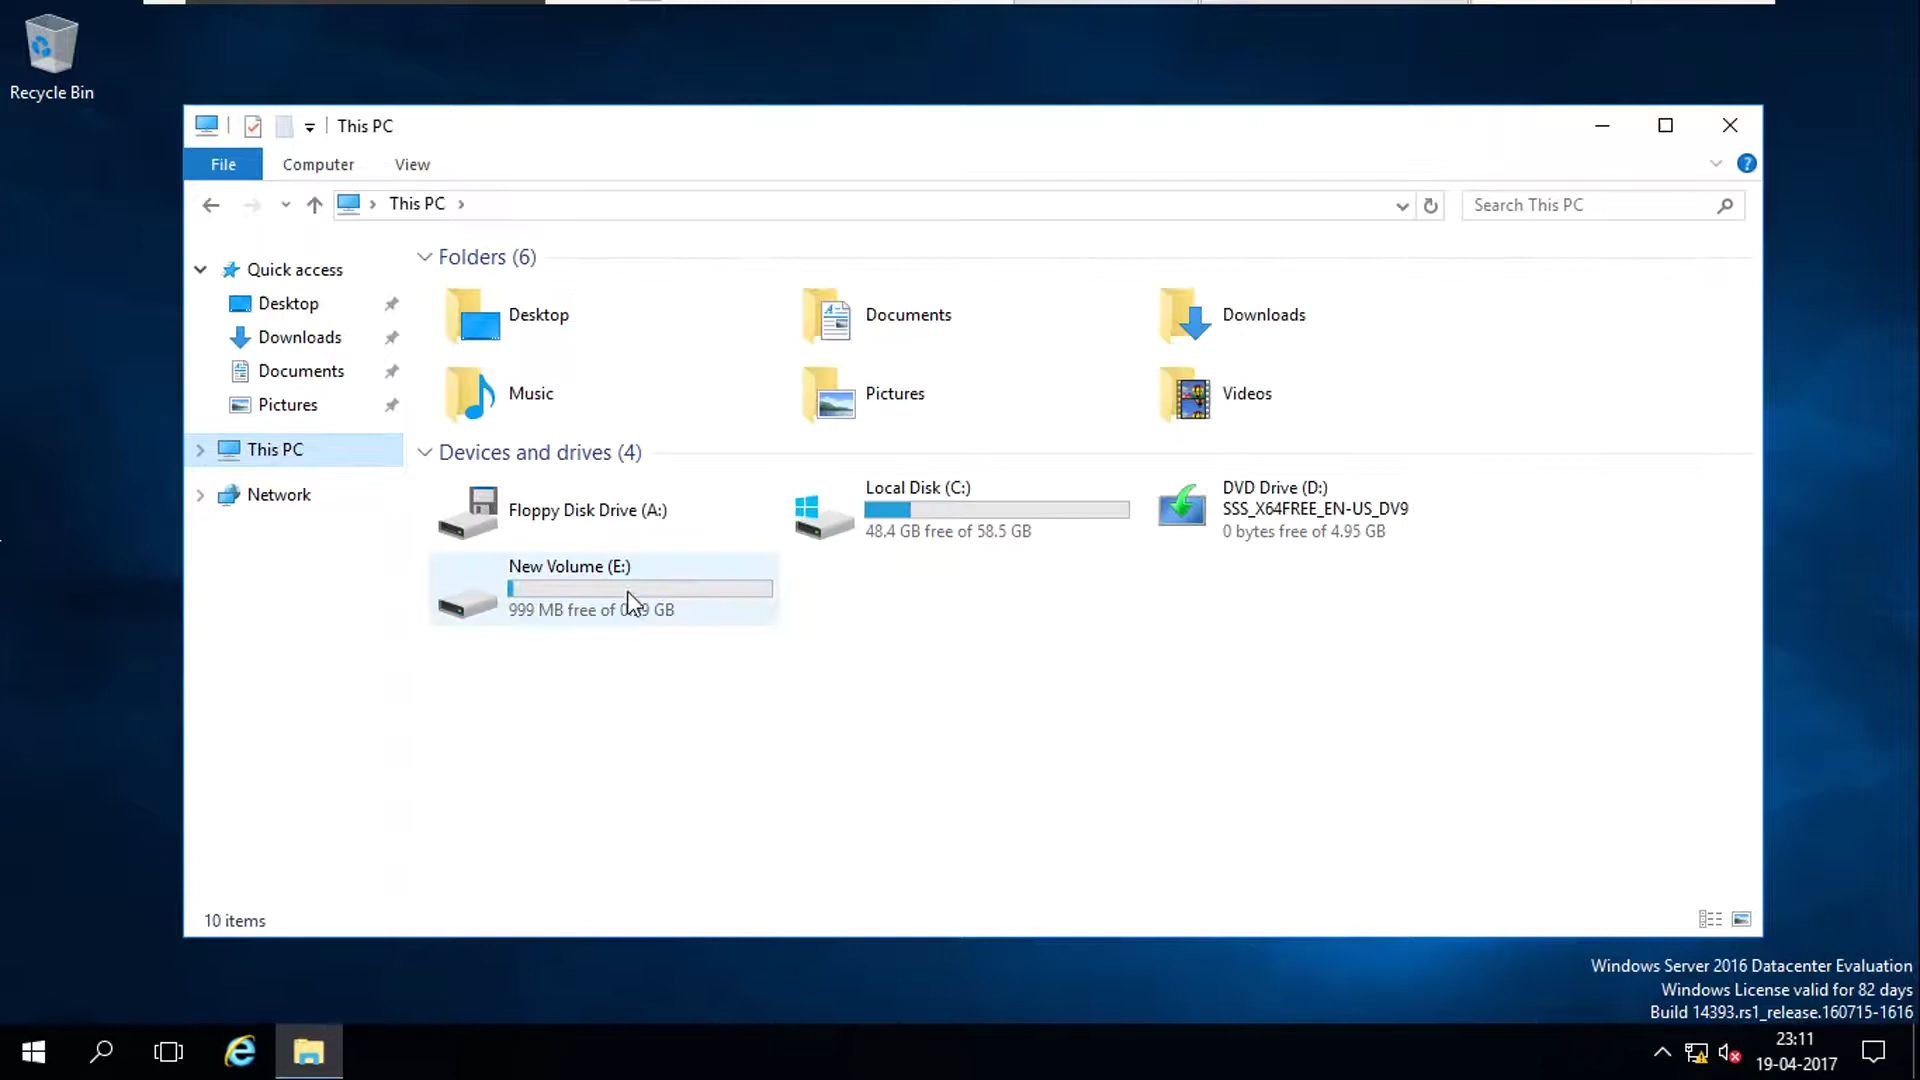 Recycle Bin
This PC
File
Computer
View
This PC
Search This PC
Quick access
Desktop
Downloads
Documents
Pictures
This PC
Network
Folders (6)
Desktop
Documents
Downloads
Music
Pictures
Videos
Devices and drives (4)
Floppy Disk Drive (A:)
Local Disk (C:)
48.4 GB free of 58.5 GB
DVD Drive (D:)
SSS_X64FREE_EN-US_DV9
0 bytes free of 4.95 GB
New Volume (E:)
999 MB free of GB
10 items
Windows Server 2016 Datacenter Evaluation
Windows License valid for 82 days
Build 14393.rs1_release.160715-1616
23:11
19-04-2017